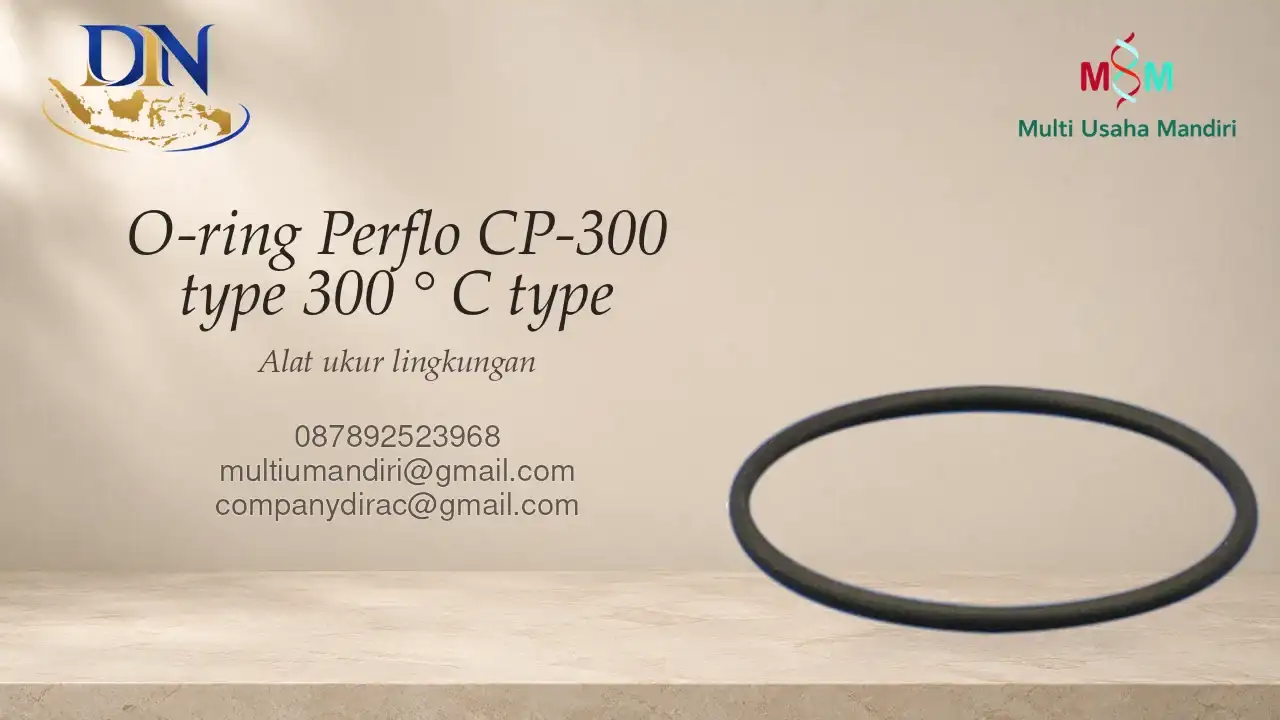 DIN
M M
Multi Usaha Mandiri
O-ring Perflo CP-300
type 300 ° C type
Alat ukur lingkungan
087892523968
multiumandiri@gmail.com
companydirac@gmail.com